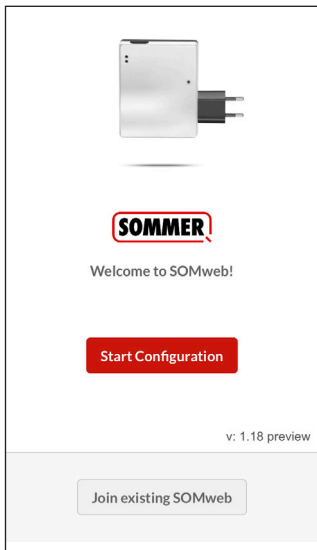 SOMMER
Welcome to SOMweb!
Start Configuration
v: 1.18 preview
Join existing SOMweb